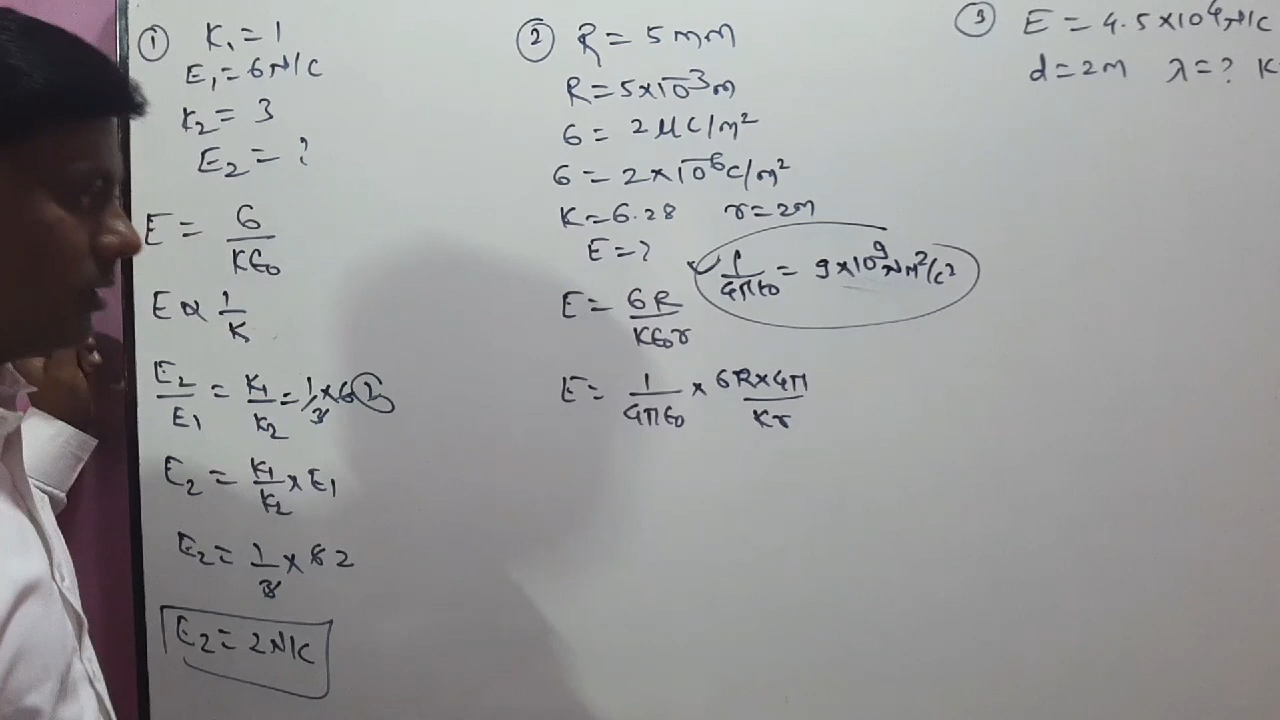 ① K₁ = 1
E₁ = 6 N/C
K₂ = 3
E₂ = ?
E = σ/Kε₀
E ∝ 1/K
E₂/E₁ = K₁/K₂ = 1/3 × 6
E₂ = K₁/K₂ × E₁
E₂ = 1/3 × 6 2
E₂ = 2 N/C
② R = 5 mm
R = 5×10⁻³ m
σ = 2 μC/m²
σ = 2×10⁻⁶ C/m²
K = 6.28 r = 2m
E = ?
1/4πε₀ = 9×10⁹ Nm²/C²
E = σR/Kε₀r
E = 1/4πε₀ × σR×4π/Kr
③ E = 4.5×10⁴ N/C
d = 2m λ = ? K